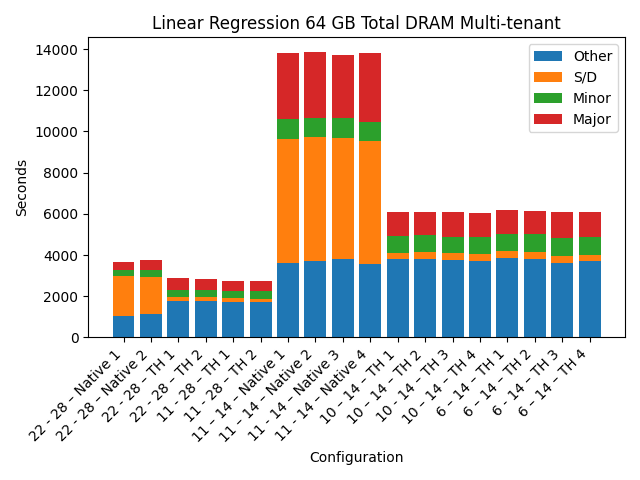 Linear Regression 64 GB Total DRAM Multi-tenant
Other
S/D
Minor
Major
14000
12000
10000
8000
6000
4000
2000
0
Seconds
22 - 28 – Native 1
22 - 28 – Native 2
22 - 28 – TH 1
22 - 28 – TH 2
11 - 28 – TH 1
11 - 28 – TH 2
11 - 14 – Native 1
11 - 14 – Native 2
11 - 14 – Native 3
11 - 14 – Native 4
10 - 14 – TH 1
10 - 14 – TH 2
10 - 14 – TH 3
10 - 14 – TH 4
6 - 14 – TH 1
6 - 14 – TH 2
6 - 14 – TH 3
6 - 14 – TH 4
Configuration